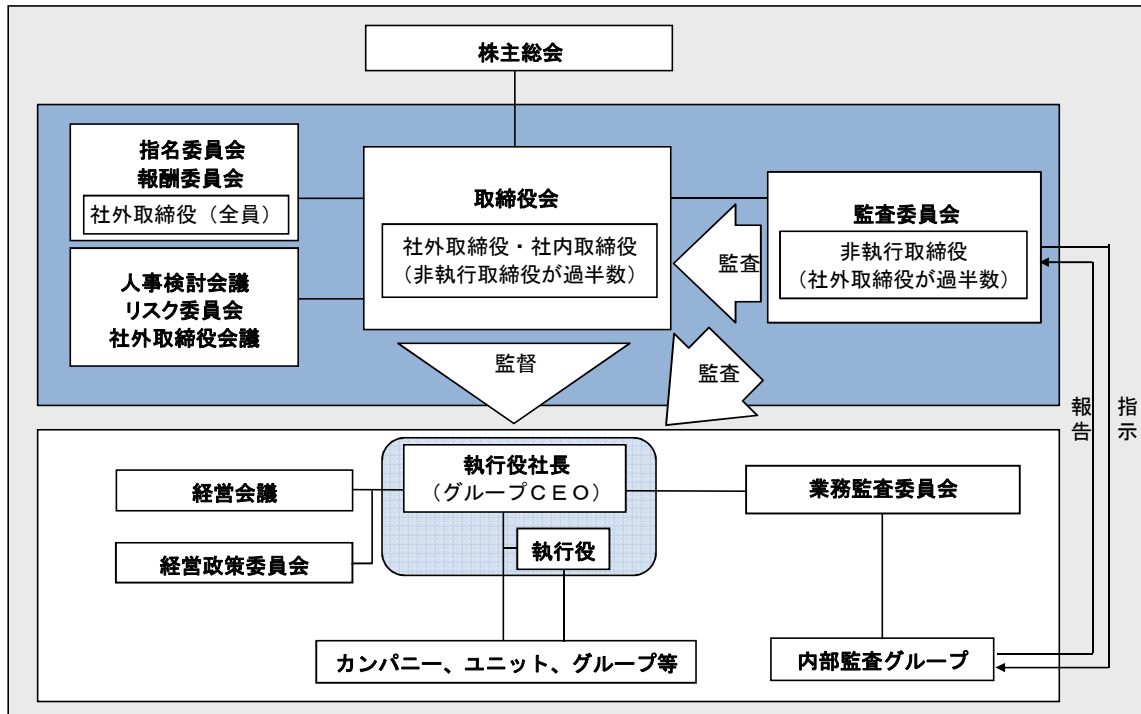 株主総会
指名委員会
報酬委員会
社外取締役（全員）
取締役会
社外取締役・社内取締役
（非執行取締役が過半数）
監査委員会
非執行取締役
（社外取締役が過半数）
監査
人事検討会議
リスク委員会
社外取締役会議
監督
監査
報告
指示
執行役社長
（グループＣＥＯ）
経営会議
業務監査委員会
執行役
経営政策委員会
カンパニー、ユニット、グループ等
内部監査グループ